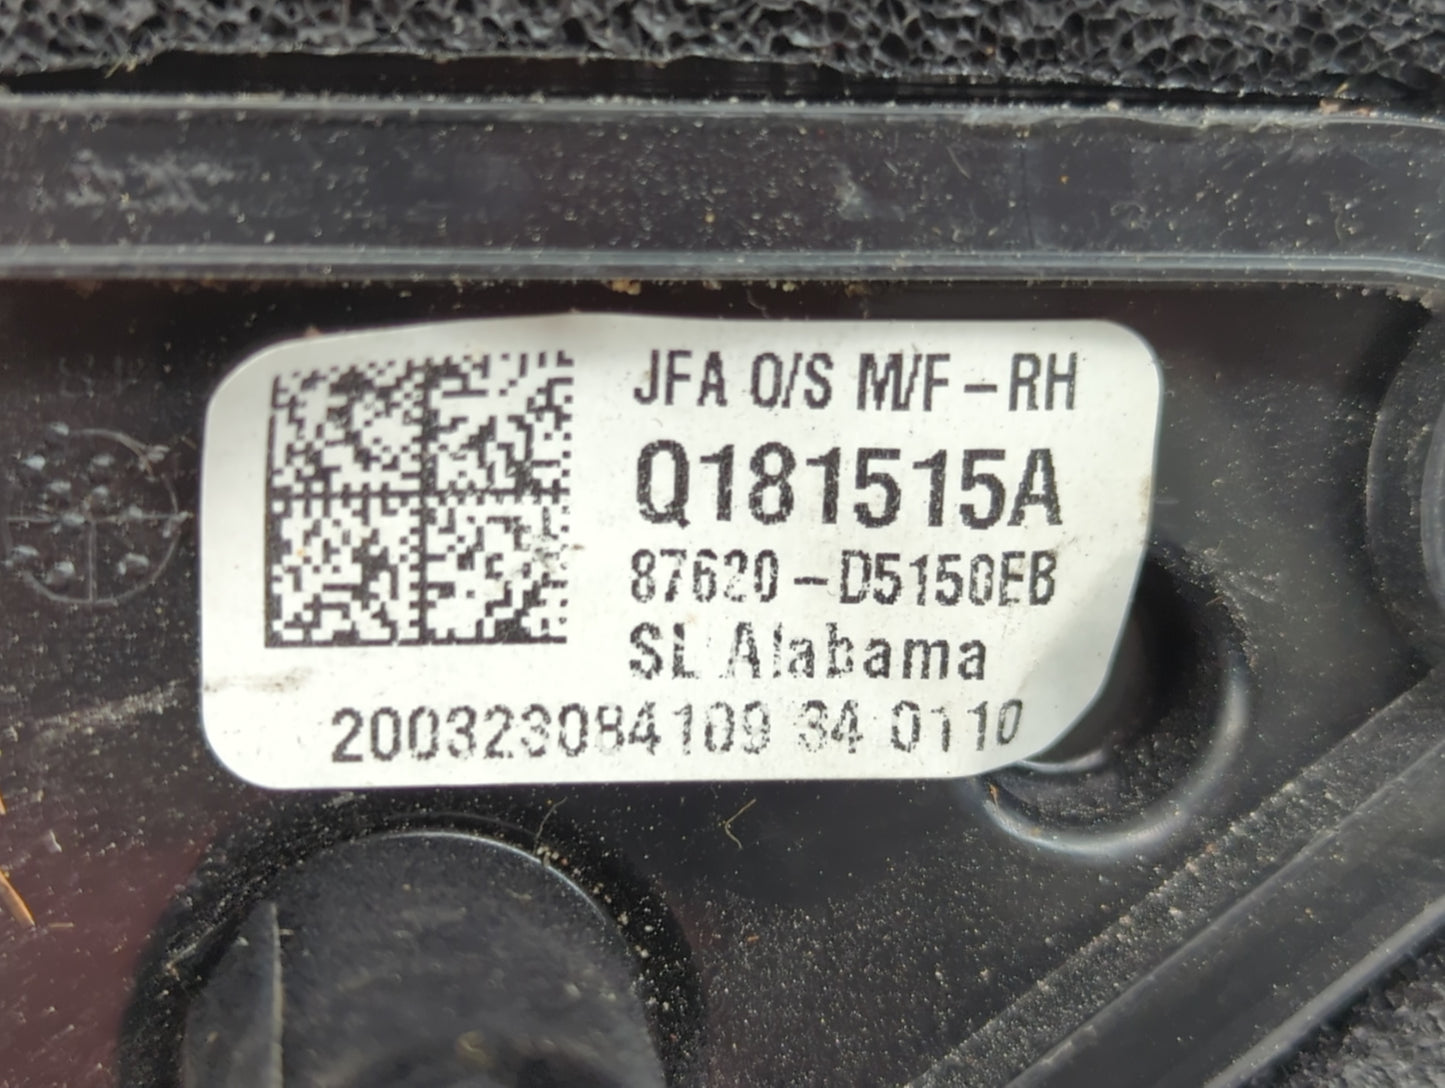 JFA O/S M/F-RH
Q181515A
87620-D5150EB
SL Alabama
200323084109 34 0110